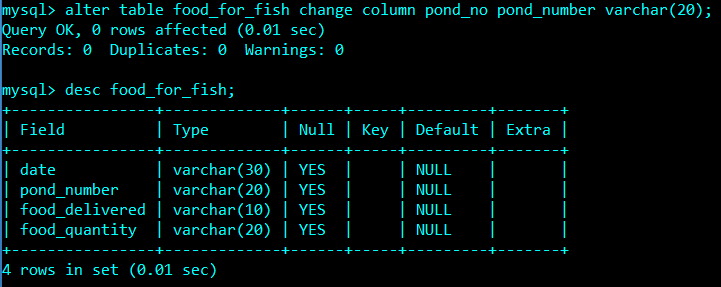 mysql> alter table food_for_fish change column pond_no pond_number varchar(20);
Query OK, 0 rows affected (0.01 sec)
Records: 0  Duplicates: 0  Warnings: 0

mysql> desc food_for_fish;
+----------------+-------------+------+-----+---------+-------+
| Field          | Type        | Null | Key | Default | Extra |
+----------------+-------------+------+-----+---------+-------+
| date           | varchar(30) | YES  |     | NULL    |       |
| pond_number    | varchar(20) | YES  |     | NULL    |       |
| food_delivered | varchar(10) | YES  |     | NULL    |       |
| food_quantity  | varchar(20) | YES  |     | NULL    |       |
+----------------+-------------+------+-----+---------+-------+
4 rows in set (0.01 sec)